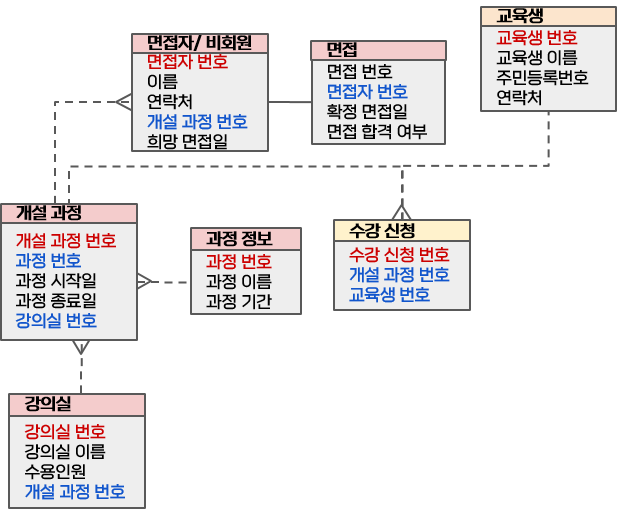 면접자/ 비회원
면접자 번호
이름
연락처
개설 과정 번호
희망 면접일
면접
면접 번호
면접자 번호
확정 면접일
면접 합격 여부
교육생
교육생 번호
교육생 이름
주민등록번호
연락처
개설 과정
개설 과정 번호
과정 번호
과정 시작일
과정 종료일
강의실 번호
과정 정보
과정 번호
과정 이름
과정 기간
수강 신청
수강 신청 번호
개설 과정 번호
교육생 번호
강의실
강의실 번호
강의실 이름
수용인원
개설 과정 번호